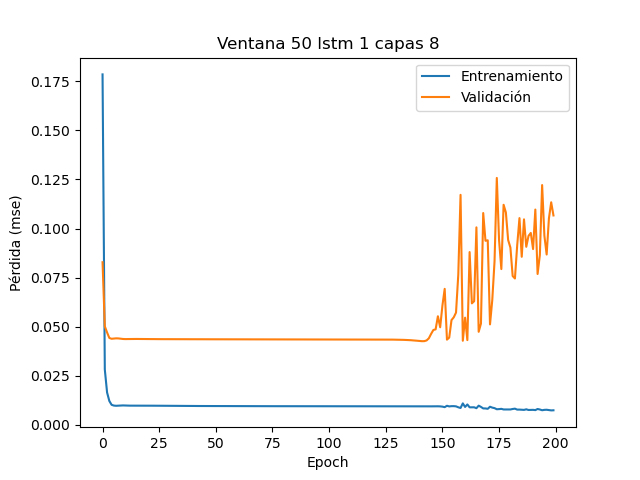 Ventana 50 lstm 1 capas 8
Entrenamiento
Validación
Pérdida (mse)
0.175
0.150
0.125
0.100
0.075
0.050
0.025
0.000
0 25 50 75 100 125 150 175 200
Epoch